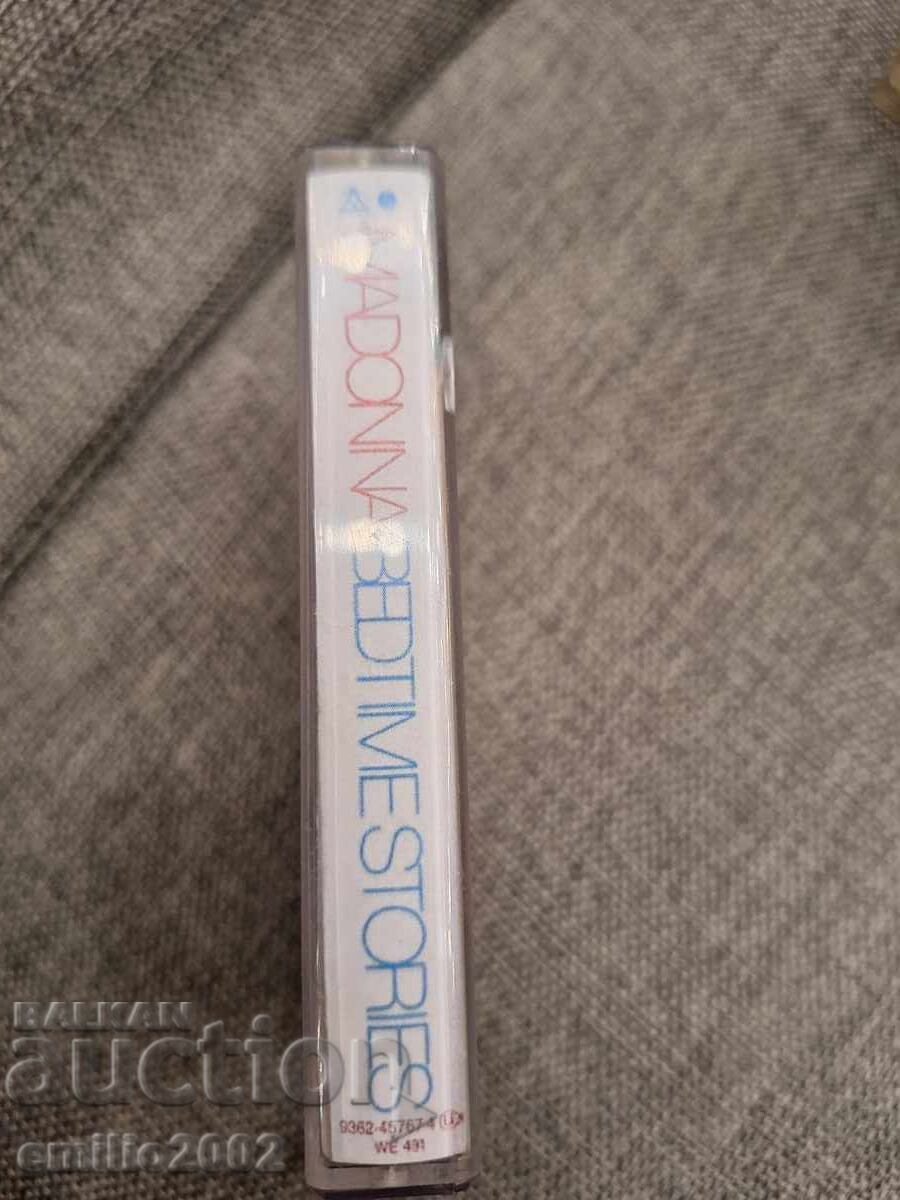 MADONNA BEDTIME STORIES
9362-45767-4
WE 491
BALKAN
auction
emilio2002